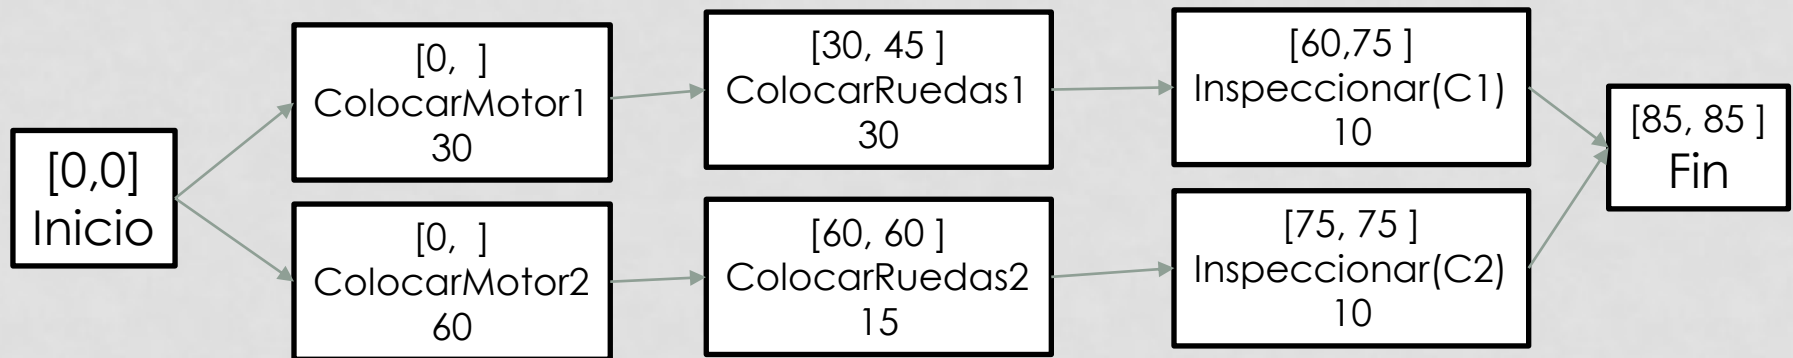 [0,0]
Inicio
[0,  ]
ColocarMotor1
30
[30, 45 ]
ColocarRuedas1
30
[60,75 ]
Inspeccionar(C1)
10
[0,  ]
ColocarMotor2
60
[60, 60 ]
ColocarRuedas2
15
[75, 75 ]
Inspeccionar(C2)
10
[85, 85 ]
Fin